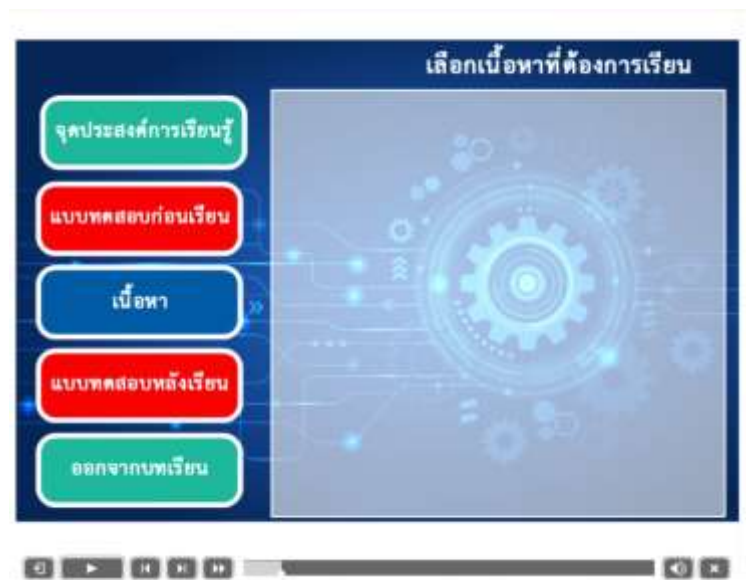 เลือกเนื้อหาที่ต้องการเรียน
จุดประสงค์การเรียนรู้
แบบทดสอบก่อนเรียน
เนื้อหา
แบบทดสอบหลังเรียน
ออกจากบทเรียน